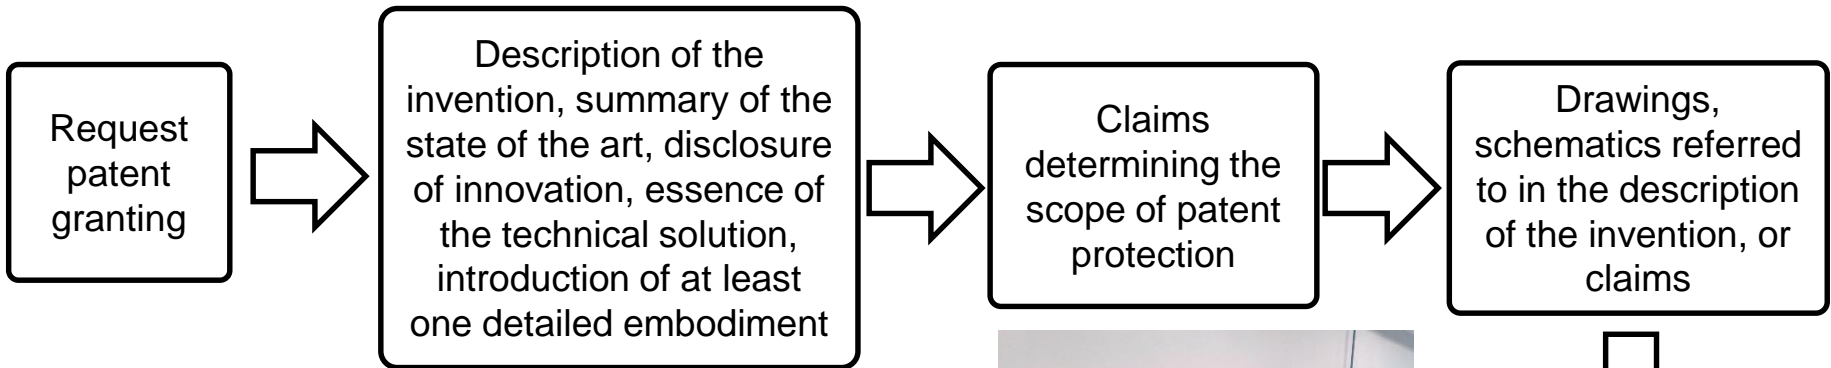 Request
patent
granting
Description of the
invention, summary of the
state of the art, disclosure
of innovation, essence of
the technical solution,
introduction of at least
one detailed embodiment
Claims
determining the
scope of patent
protection
Drawings,
schematics referred
to in the description
of the invention, or
claims